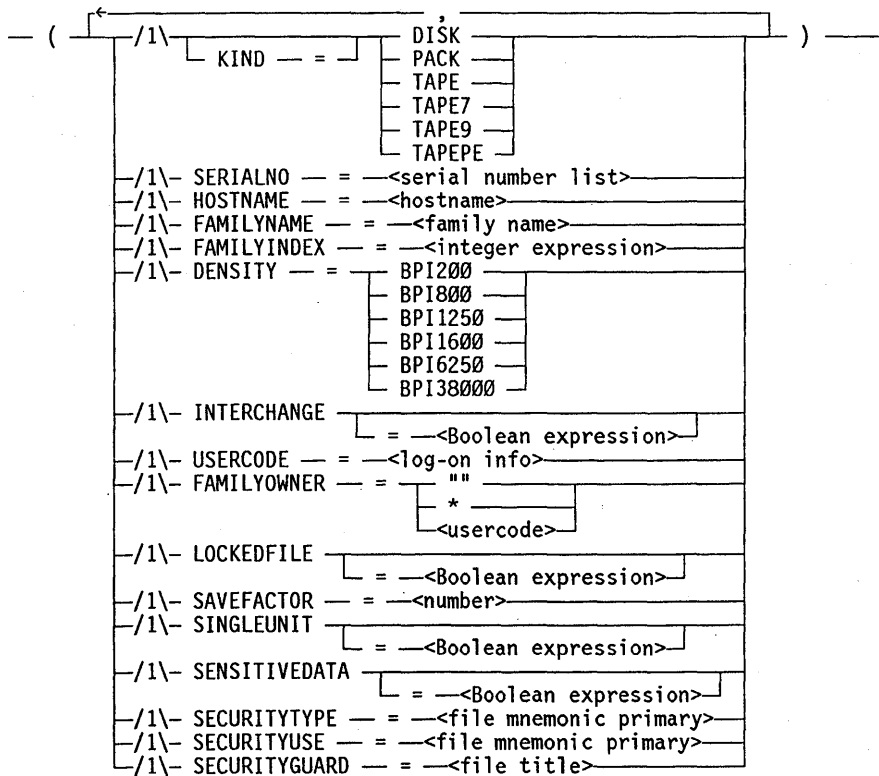 ,
( /1\ DISK )
KIND = PACK
TAPE
TAPE7
TAPE9
TAPEPE
/1\ SERIALNO = <serial number list>
/1\ HOSTNAME = <hostname>
/1\ FAMILYNAME = <family name>
/1\ FAMILYINDEX = <integer expression>
/1\ DENSITY = BPI200
BPI800
BPI1250
BPI1600
BPI6250
BPI38000
/1\ INTERCHANGE
= <Boolean expression>
/1\ USERCODE = <log-on info>
/1\ FAMILYOWNER = ""
*
<usercode>
/1\ LOCKEDFILE
= <Boolean expression>
/1\ SAVEFACTOR = <number>
/1\ SINGLEUNIT
= <Boolean expression>
/1\ SENSITIVEDATA
= <Boolean expression>
/1\ SECURITYTYPE = <file mnemonic primary>
/1\ SECURITYUSE = <file mnemonic primary>
/1\ SECURITYGUARD = <file title>